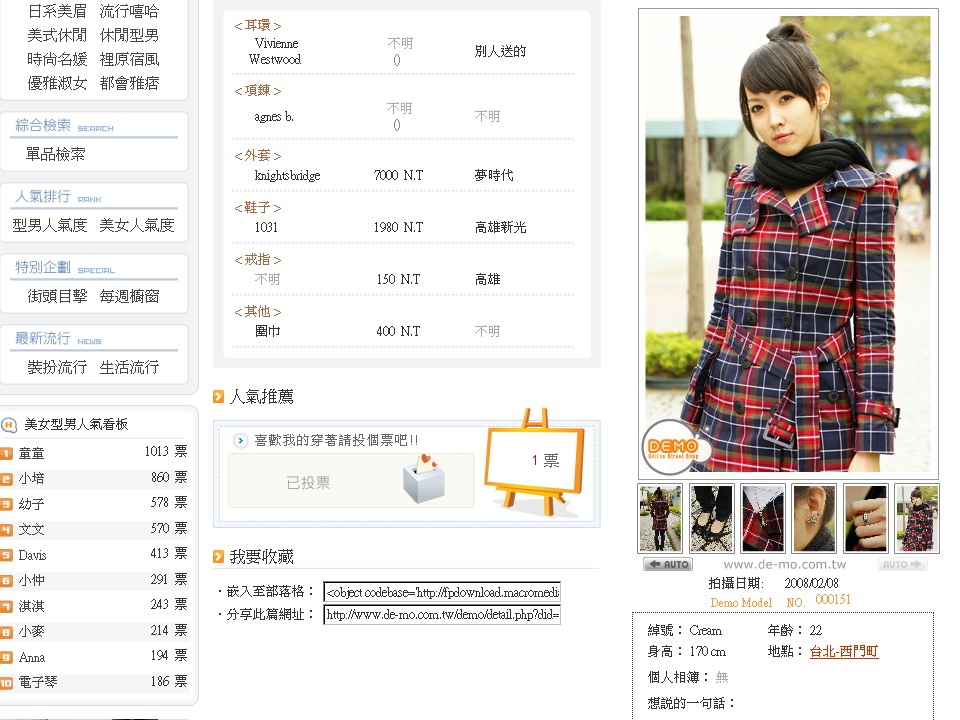 日系美眉 流行嘻哈
美式休閒 休閒型男
時尚名媛 裡原宿風
優雅淑女 都會雅痞
綜合檢索 SEARCH
單品檢索
人氣排行 RANK
型男人氣度 美女人氣度
特別企劃 SPECIAL
街頭目擊 每週櫥窗
最新流行 NEWS
裝扮流行 生活流行
美女型男人氣看板
1 童童 1013 票
2 小培 860 票
3 幼子 578 票
4 文文 570 票
5 Davis 413 票
6 小忡 291 票
7 淇淇 243 票
8 小麥 214 票
9 Anna 194 票
10 電子琴 186 票
<耳環>
Vivienne Westwood 不明 () 別人送的
<項鍊>
agnes b. 不明 () 不明
<外套>
knightsbridge 7000 N.T 夢時代
<鞋子>
1031 1980 N.T 高雄新光
<戒指>
不明 150 N.T 高雄
<其他>
圍巾 400 N.T 不明
人氣推薦
喜歡我的穿著請投個票吧!!
已投票
1 票
我要收藏
・嵌入至部落格： <object codebase='http://fpdownload.macromedi
・分享此篇網址： http://www.de-mo.com.tw/demo/detail.php?did=
DEMO
Online Street Snap
AUTO www.de-mo.com.tw AUTO
拍攝日期: 2008/02/08
Demo Model NO. 000151
綽號： Cream 年齡： 22
身高： 170 cm 地點： 台北-西門町
個人相簿： 無
想說的一句話：